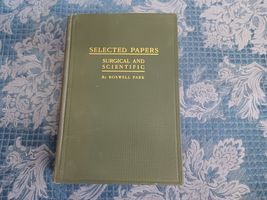 SELECTED PAPERS
SURGICAL AND
SCIENTIFIC
By ROSWELL PARK